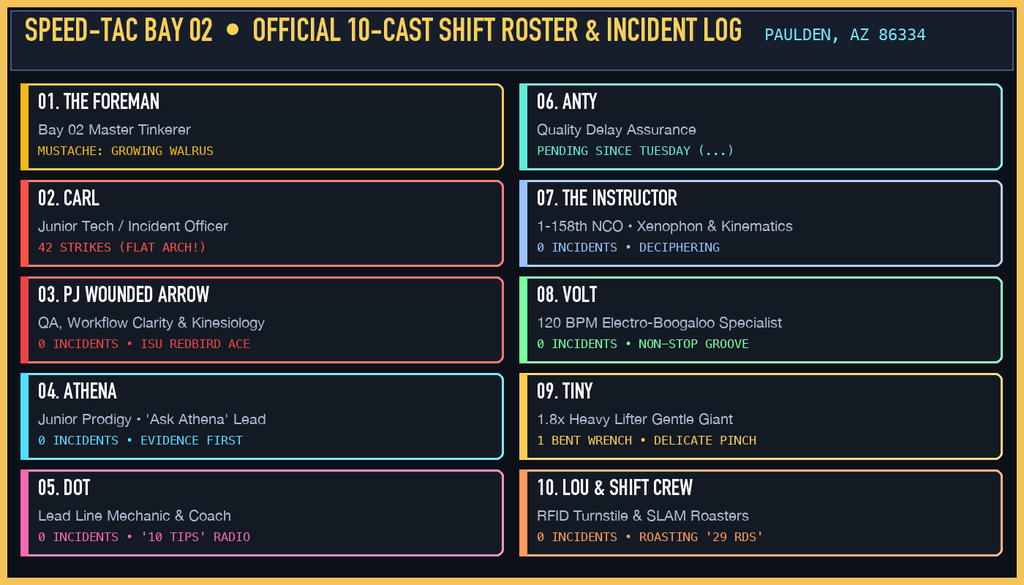 SPEED-TAC BAY 02 • OFFICIAL 10-CAST SHIFT ROSTER & INCIDENT LOG PAULDEN, AZ 86334
01. THE FOREMAN
Bay 02 Master Tinkerer
MUSTACHE: GROWING WALRUS
02. CARL
Junior Tech / Incident Officer
42 STRIKES (FLAT ARCH!)
03. PJ WOUNDED ARROW
QA, Workflow Clarity & Kinesiology
0 INCIDENTS • ISU REDBIRD ACE
04. ATHENA
Junior Prodigy • 'Ask Athena' Lead
0 INCIDENTS • EVIDENCE FIRST
05. DOT
Lead Line Mechanic & Coach
0 INCIDENTS • '10 TIPS' RADIO
06. ANTY
Quality Delay Assurance
PENDING SINCE TUESDAY (...)
07. THE INSTRUCTOR
1-158th NCO • Xenophon & Kinematics
0 INCIDENTS • DECIPHERING
08. VOLT
120 BPM Electro-Boogaloo Specialist
0 INCIDENTS • NON-STOP GROOVE
09. TINY
1.8x Heavy Lifter Gentle Giant
1 BENT WRENCH • DELICATE PINCH
10. LOU & SHIFT CREW
RFID Turnstile & SLAM Roasters
0 INCIDENTS • ROASTING '29 RDS'